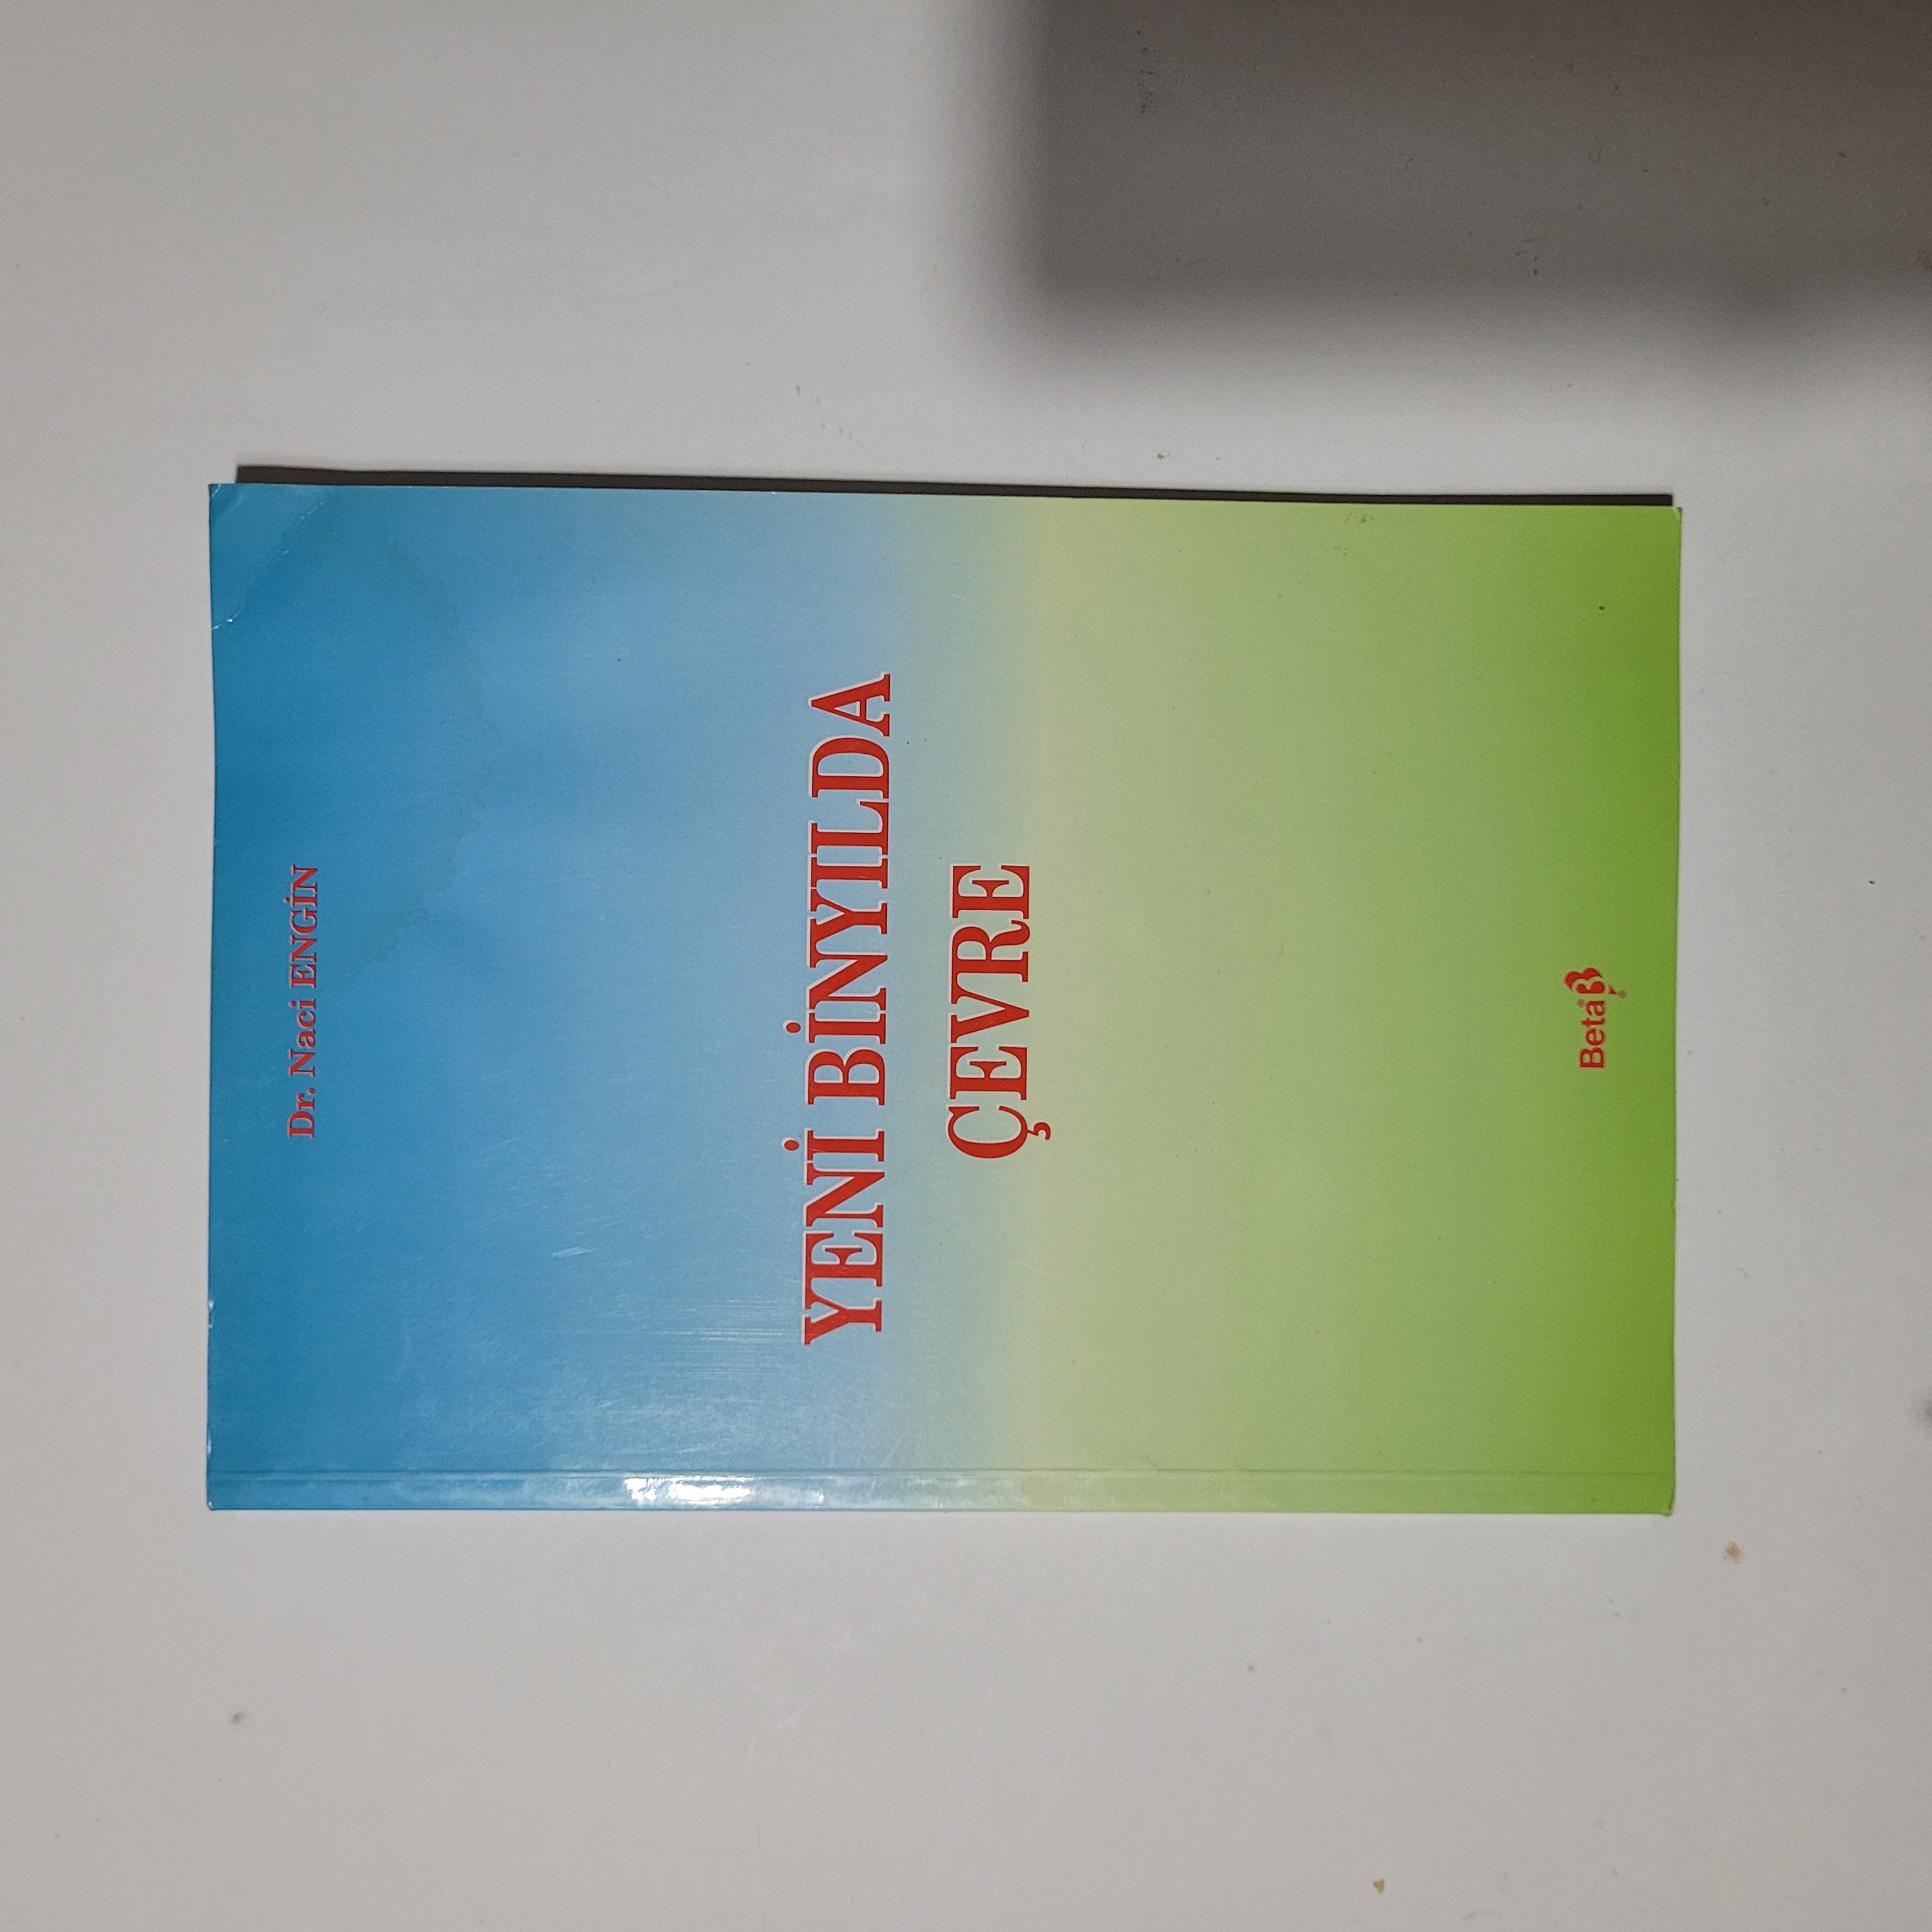 Dr. Naci ENGİN
YENİ BİNYILDA
ÇEVRE
Beta